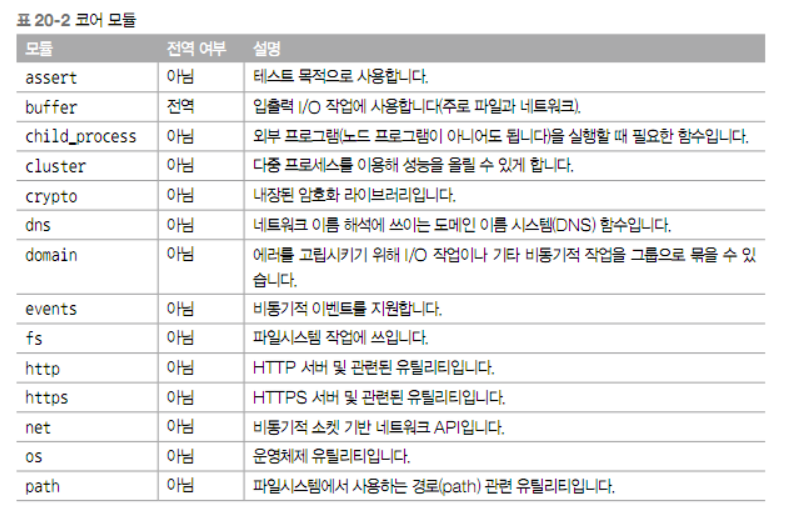 표 20-2 코어 모듈
모듈 전역 여부 설명
assert 아님 테스트 목적으로 사용합니다.
buffer 전역 입출력 I/O 작업에 사용합니다(주로 파일과 네트워크).
child_process 아님 외부 프로그램(노드 프로그램이 아니어도 됩니다)을 실행할 때 필요한 함수입니다.
cluster 아님 다중 프로세스를 이용해 성능을 올릴 수 있게 합니다.
crypto 아님 내장된 암호화 라이브러리입니다.
dns 아님 네트워크 이름 해석에 쓰이는 도메인 이름 시스템(DNS) 함수입니다.
domain 아님 에러를 고립시키기 위해 I/O 작업이나 기타 비동기적 작업을 그룹으로 묶을 수 있
습니다.
events 아님 비동기적 이벤트를 지원합니다.
fs 아님 파일시스템 작업에 쓰입니다.
http 아님 HTTP 서버 및 관련된 유틸리티입니다.
https 아님 HTTPS 서버 및 관련된 유틸리티입니다.
net 아님 비동기적 소켓 기반 네트워크 API입니다.
os 아님 운영체제 유틸리티입니다.
path 아님 파일시스템에서 사용하는 경로(path) 관련 유틸리티입니다.